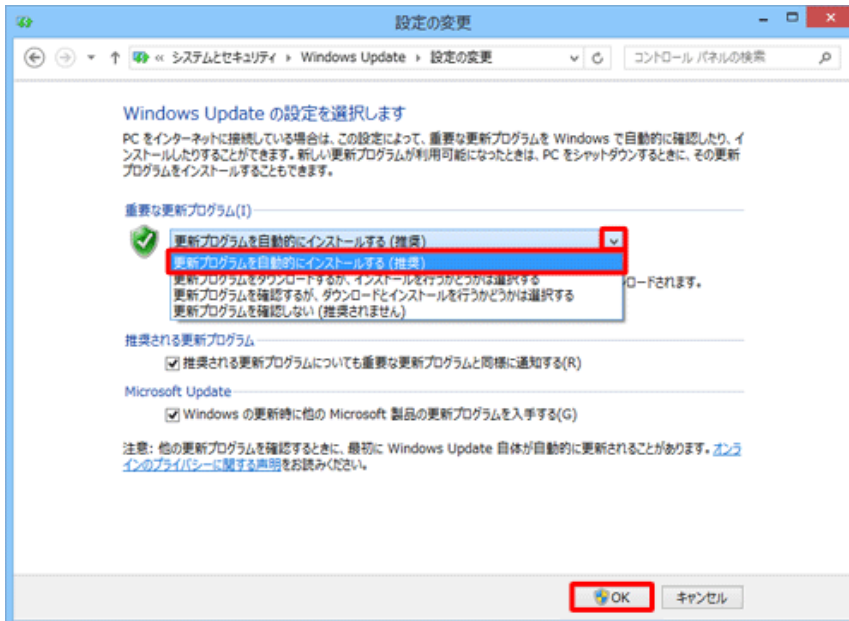 設定の変更
« システムとセキュリティ ▸ Windows Update ▸ 設定の変更
コントロール パネルの検索
Windows Update の設定を選択します
PC をインターネットに接続している場合は、この設定によって、重要な更新プログラムを Windows で自動的に確認したり、イ
ンストールしたりすることができます。新しい更新プログラムが利用可能になったときは、PC をシャットダウンするときに、その更新
プログラムをインストールすることもできます。
重要な更新プログラム(I)
更新プログラムを自動的にインストールする (推奨)
更新プログラムを自動的にインストールする (推奨)
更新プログラムをダウンロードするが、インストールを行うかどうかは選択する
ロードされます。
更新プログラムを確認するが、ダウンロードとインストールを行うかどうかは選択する
更新プログラムを確認しない (推奨されません)
推奨される更新プログラム
推奨される更新プログラムについても重要な更新プログラムと同様に通知する(R)
Microsoft Update
Windows の更新時に他の Microsoft 製品の更新プログラムを入手する(G)
注意: 他の更新プログラムを確認するときに、最初に Windows Update 自体が自動的に更新されることがあります。オンラ
インのプライバシーに関する声明をお読みください。
OK
キャンセル